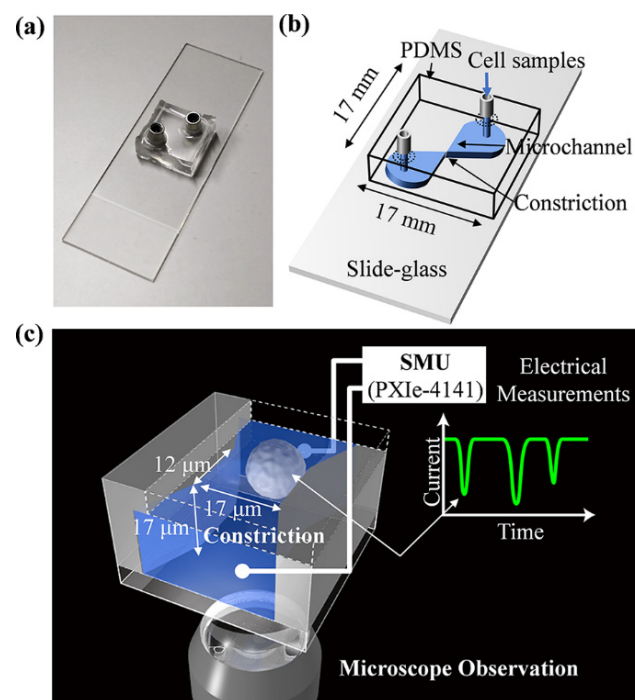 (a)
(b)
PDMS
Cell samples
17 mm
Microchannel
Constriction
17 mm
Slide-glass
(c)
SMU
(PXIe-4141)
Electrical
Measurements
12 μm
17 μm
17 μm
Constriction
Current
Time
Microscope Observation